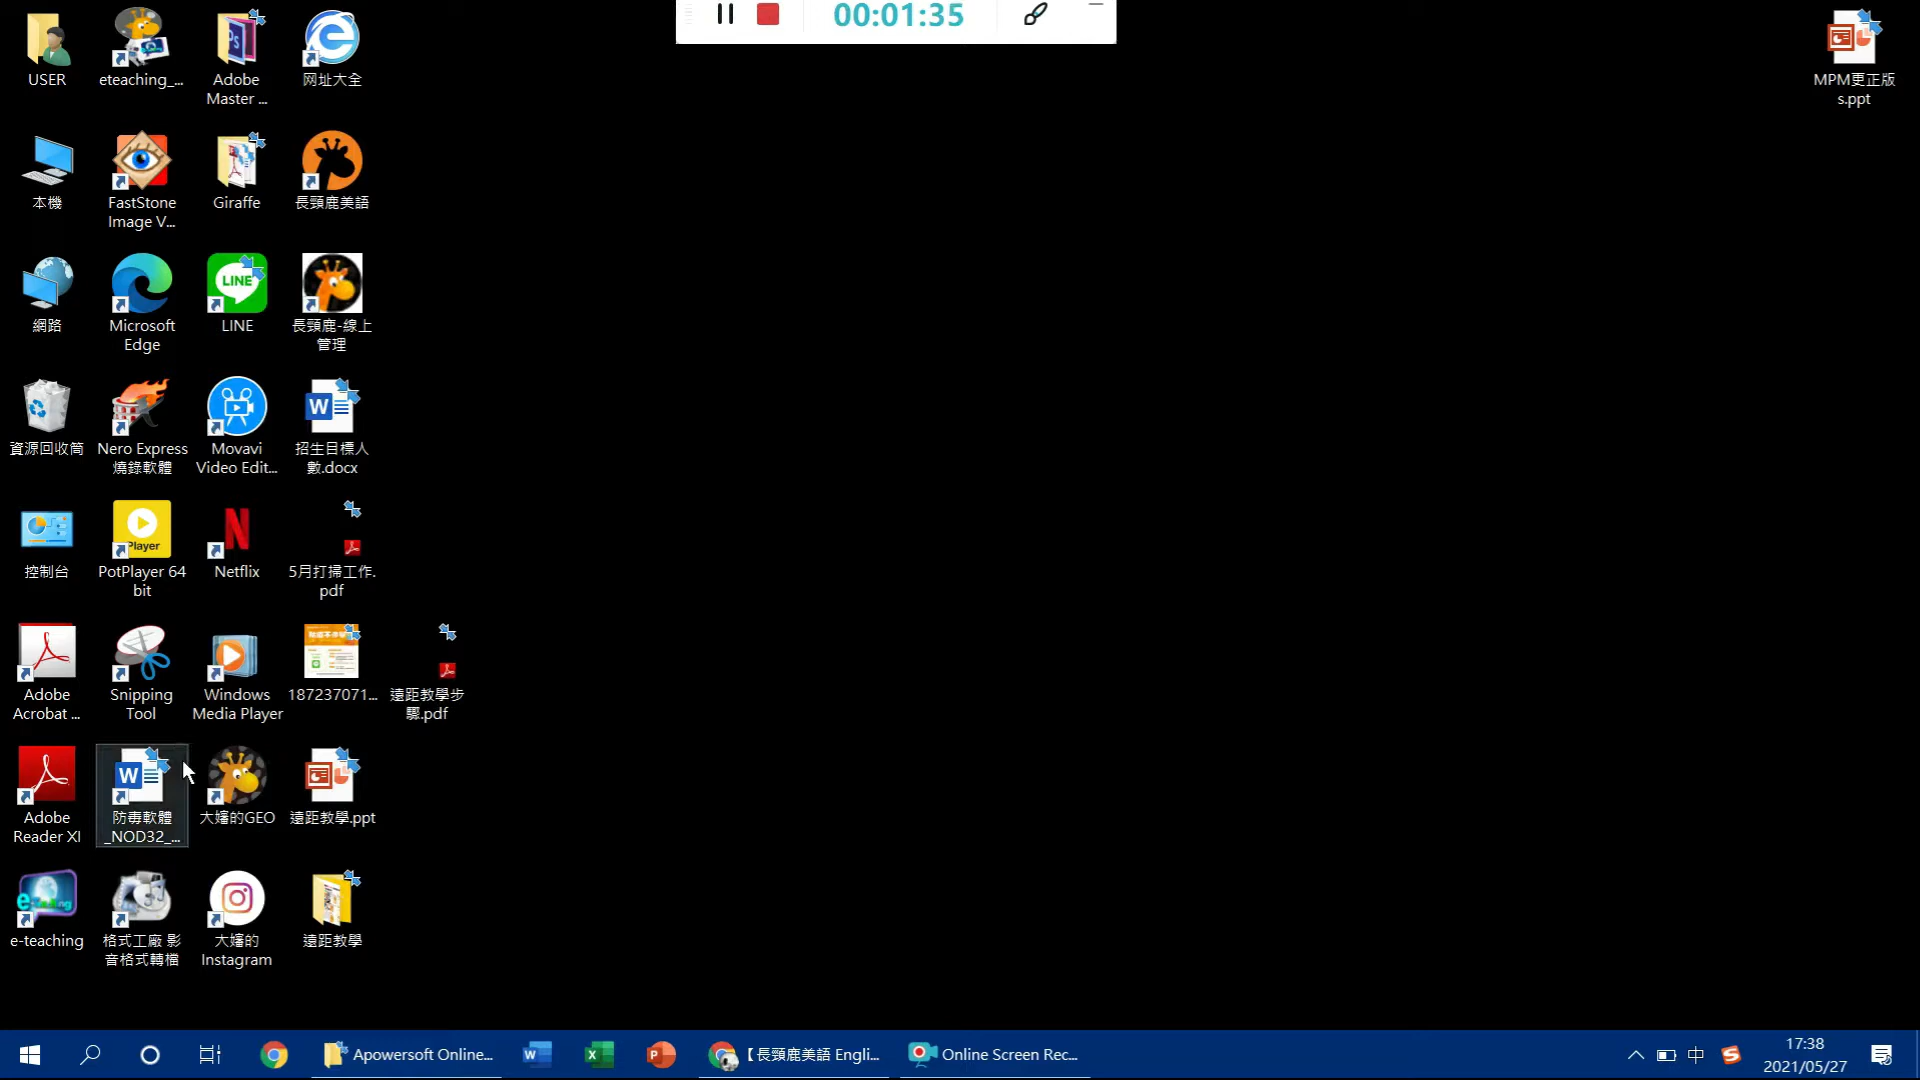 00:01:35
USER
eteaching_...
Adobe
Master ...
网址大全
MPM更正版
s.ppt
本機
FastStone
Image V...
Giraffe
長頸鹿美語
網路
Microsoft
Edge
LINE
LINE
長頸鹿-線上
管理
資源回收筒
Nero Express
燒錄軟體
Movavi
Video Edit...
招生目標人
數.docx
控制台
Player
PotPlayer 64
bit
Netflix
5月打掃工作.
pdf
Adobe
Acrobat ...
Snipping
Tool
Windows
Media Player
187237071...
遠距教學步
驟.pdf
Adobe
Reader XI
防毒軟體
_NOD32_...
大嬸的GEO
遠距教學.ppt
e-teaching
格式工廠 影
音格式轉檔
大嬸的
Instagram
遠距教學
Apowersoft Online...
【長頸鹿美語 Engli...
Online Screen Rec...
中
17:38
2021/05/27